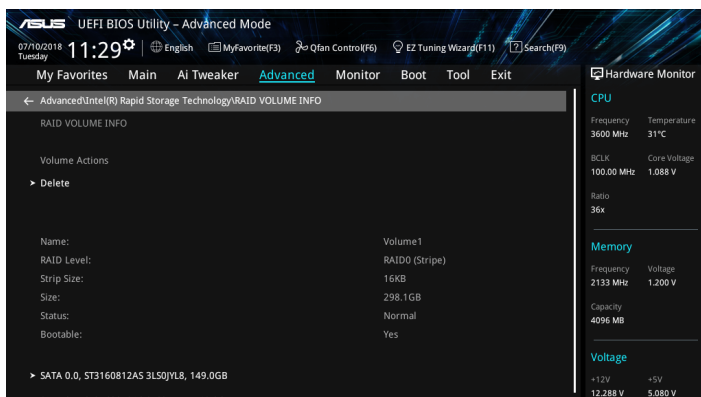 ASUS UEFI BIOS Utility – Advanced Mode
07/10/2018 Tuesday 11:29 English MyFavorite(F3) Qfan Control(F6) EZ Tuning Wizard(F11) ? Search(F9)
My Favorites Main Ai Tweaker Advanced Monitor Boot Tool Exit
← Advanced\Intel(R) Rapid Storage Technology\RAID VOLUME INFO
RAID VOLUME INFO
Volume Actions
> Delete
Name: Volume1
RAID Level: RAID0 (Stripe)
Strip Size: 16KB
Size: 298.1GB
Status: Normal
Bootable: Yes
> SATA 0.0, ST3160812AS 3LS0JYL8, 149.0GB
Hardware Monitor
CPU
Frequency Temperature
3600 MHz 31°C
BCLK Core Voltage
100.00 MHz 1.088 V
Ratio
36x
Memory
Frequency Voltage
2133 MHz 1.200 V
Capacity
4096 MB
Voltage
+12V +5V
12.288 V 5.080 V